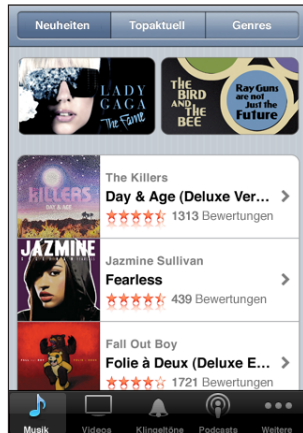 Neuheiten Topaktuell Genres
LADY
GAGA
The Fame
THE
BIRD
AND
THE
BEE
Ray Guns
are not
Just the
Future
The Killers
Day & Age (Deluxe Ver...
1313 Bewertungen
KILLERS
DAY & AGE
Jazmine Sullivan
Fearless
439 Bewertungen
JAZMINE
Fall Out Boy
Folie à Deux (Deluxe E...
1721 Bewertungen
Musik Videos Klingeltöne Podcasts Weitere